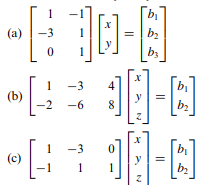 (a) [1 -1; -3 1; 0 1] [x; y] = [b₁; b₂; b₃]
(b) [1 -3 4; -2 -6 8] [x; y; z] = [b₁; b₂]
(c) [1 -3 0; -1 1 1] [x; y; z] = [b₁; b₂]